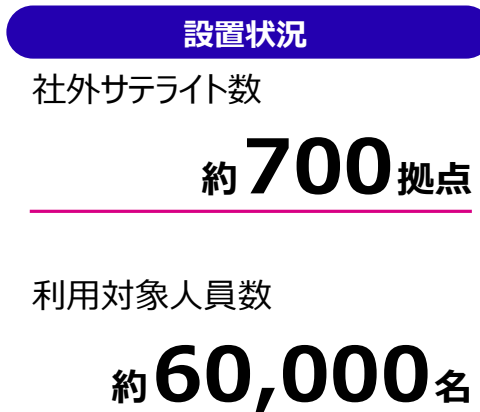 設置状況
社外サテライト数
約700拠点
利用対象人員数
約60,000名